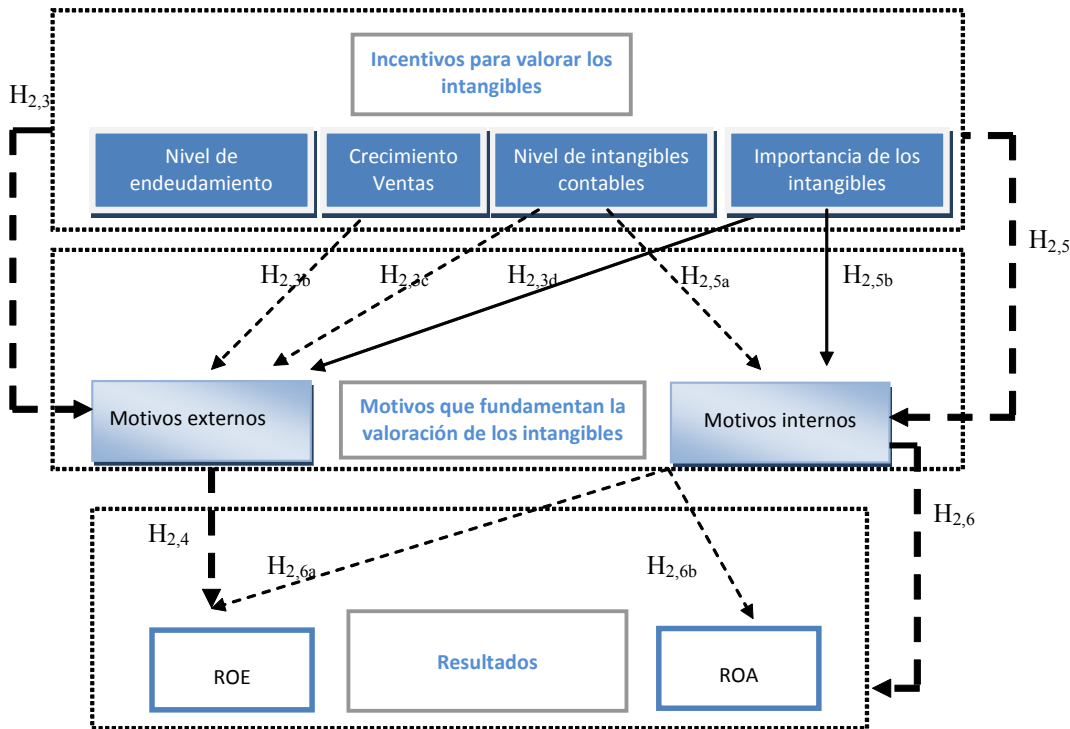 Incentivos para valorar los
intangibles
H2,3
Nivel de
endeudamiento
Crecimiento
Ventas
Nivel de intangibles
contables
Importancia de los
intangibles
H2,5
H2,3b
H2,3c
H2,3d
H2,5a
H2,5b
Motivos externos
Motivos que fundamentan la
valoración de los intangibles
Motivos internos
H2,4
H2,6a
H2,6b
H2,6
ROE
Resultados
ROA